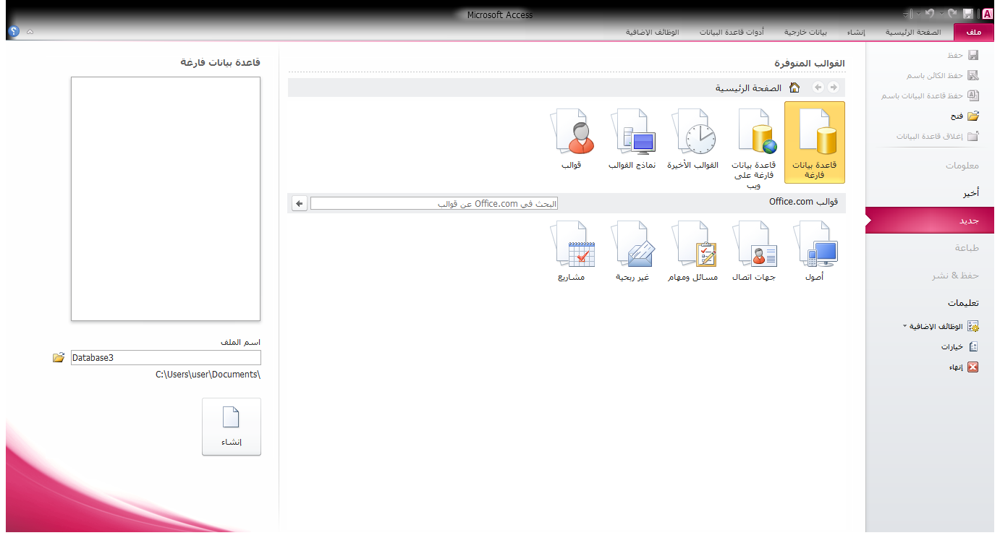 Microsoft Access
ملف
الصفحة الرئيسية
إنشاء
بيانات خارجية
أدوات قاعدة البيانات
الوظائف الإضافية
حفظ
حفظ الكائن باسم
حفظ قاعدة البيانات باسم
فتح
إغلاق قاعدة البيانات
معلومات
أخير
جديد
طباعة
حفظ & نشر
تعليمات
الوظائف الإضافية
خيارات
إنهاء
القوالب المتوفرة
الصفحة الرئيسية
قاعدة بيانات
فارغة
قاعدة بيانات
فارغة على
ويب
القوالب الأخيرة
نماذج القوالب
قوالب
قوالب Office.com
البحث في Office.com عن قوالب
أصول
جهات اتصال
مسائل ومهام
غير ربحية
مشاريع
قاعدة بيانات فارغة
اسم الملف
Database3
C:\Users\user\Documents\
إنشاء